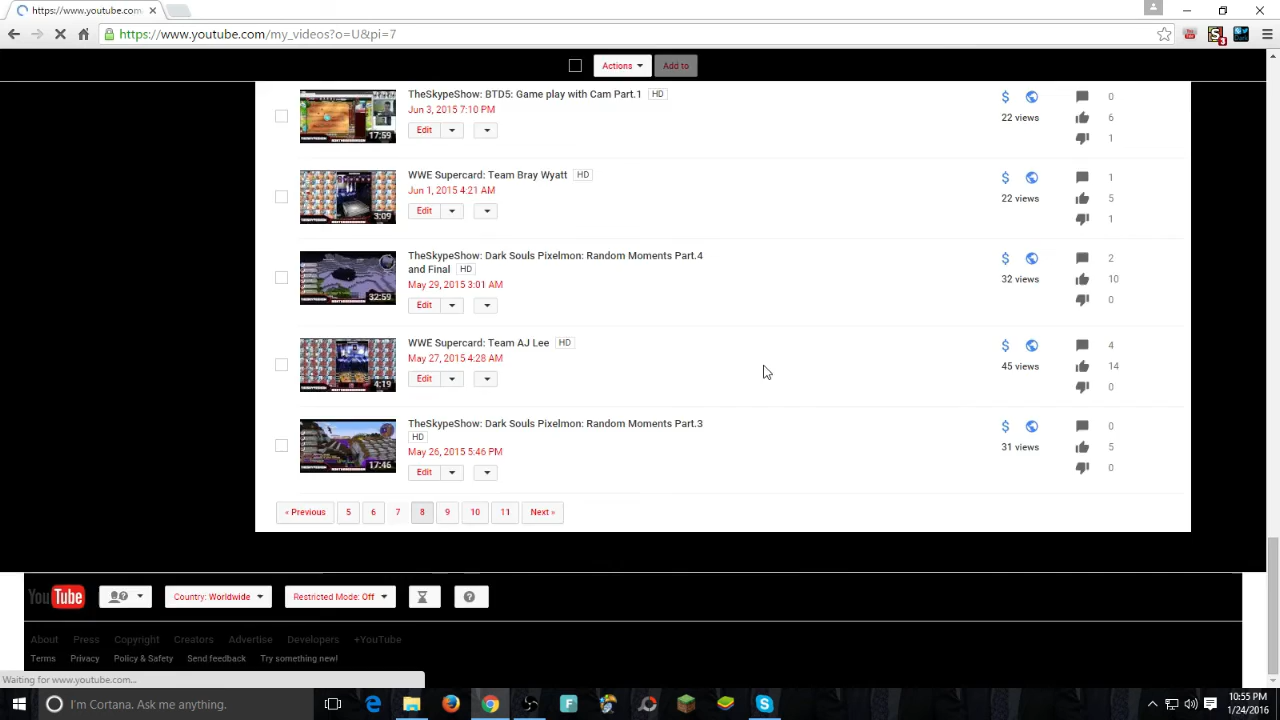 https://www.youtube.com/
https://www.youtube.com/my_videos?o=U&pi=7
Actions
Add to
TheSkypeShow: BTD5: Game play with Cam Part.1 HD
Jun 3, 2015 7:10 PM
Edit
17:59
22 views
0
6
1
WWE Supercard: Team Bray Wyatt HD
Jun 1, 2015 4:21 AM
Edit
3:09
22 views
1
5
1
TheSkypeShow: Dark Souls Pixelmon: Random Moments Part.4
and Final HD
May 29, 2015 3:01 AM
Edit
32:59
32 views
2
10
0
WWE Supercard: Team AJ Lee HD
May 27, 2015 4:28 AM
Edit
4:19
45 views
4
14
0
TheSkypeShow: Dark Souls Pixelmon: Random Moments Part.3
HD
May 26, 2015 5:46 PM
Edit
17:46
31 views
0
5
0
« Previous 5 6 7 8 9 10 11 Next »
YouTube
Country: Worldwide
Restricted Mode: Off
About Press Copyright Creators Advertise Developers +YouTube
Terms Privacy Policy & Safety Send feedback Try something new!
Waiting for www.youtube.com...
I'm Cortana. Ask me anything.
10:55 PM
1/24/2016